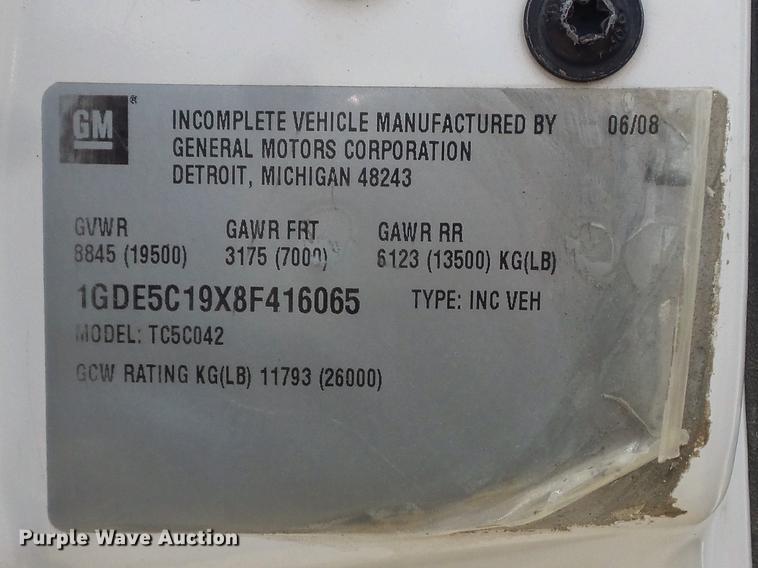 GM ®
INCOMPLETE VEHICLE MANUFACTURED BY 06/08
GENERAL MOTORS CORPORATION
DETROIT, MICHIGAN 48243
GVWR GAWR FRT GAWR RR
8845 (19500) 3175 (7000) 6123 (13500) KG(LB)
1GDE5C19X8F416065 TYPE: INC VEH
MODEL: TC5C042
GCW RATING KG(LB) 11793 (26000)
Purple Wave Auction